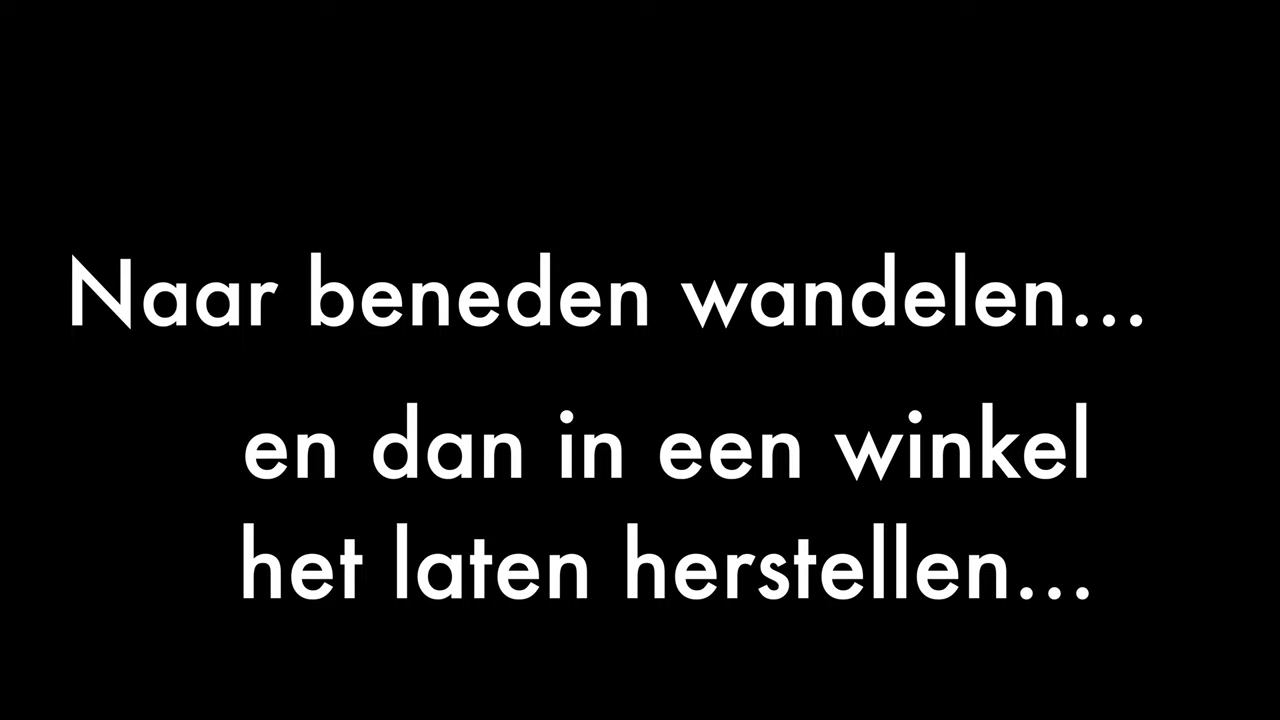 Naar beneden wandelen...
en dan in een winkel
het laten herstellen...